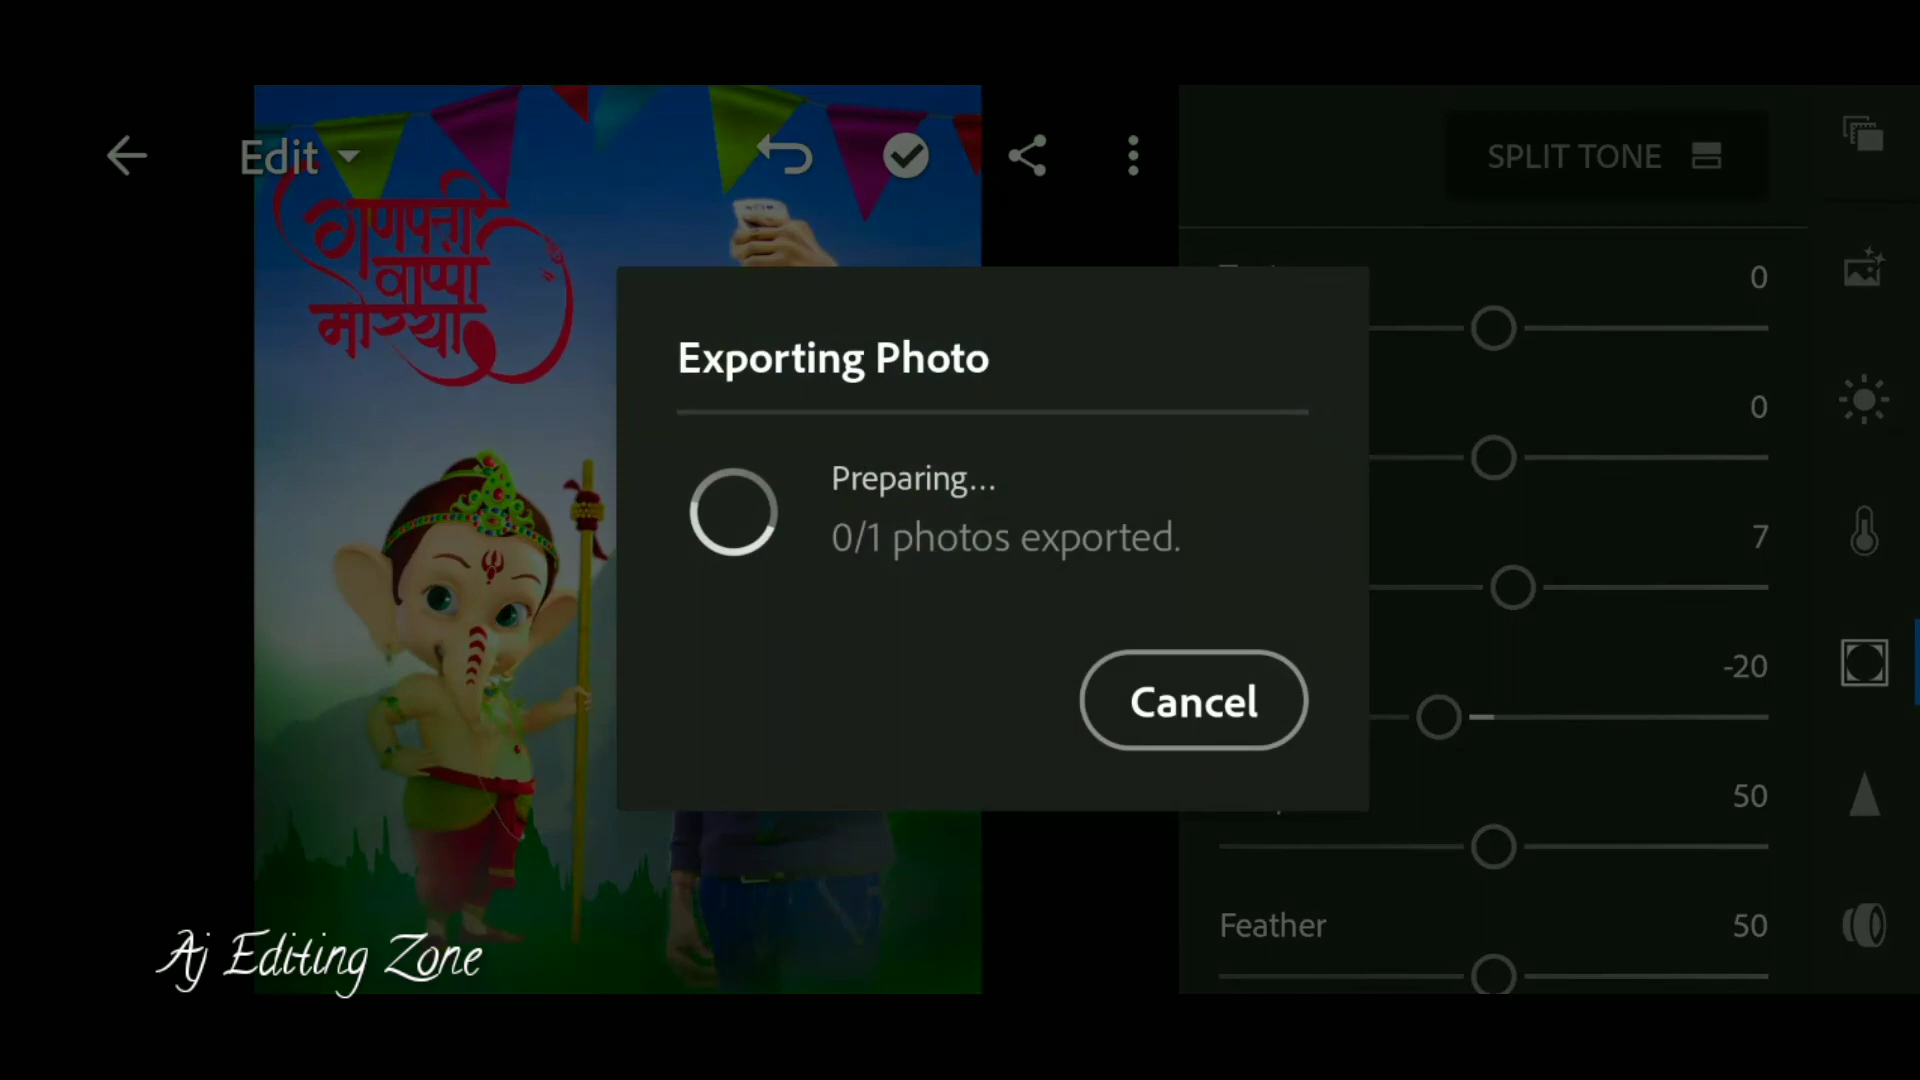 Edit
SPLIT TONE
गणपती
बाप्पा
मोरया
0
Exporting Photo
0
Preparing...
0/1 photos exported.
7
-20
Cancel
50
Feather
50
Aj Editing Zone